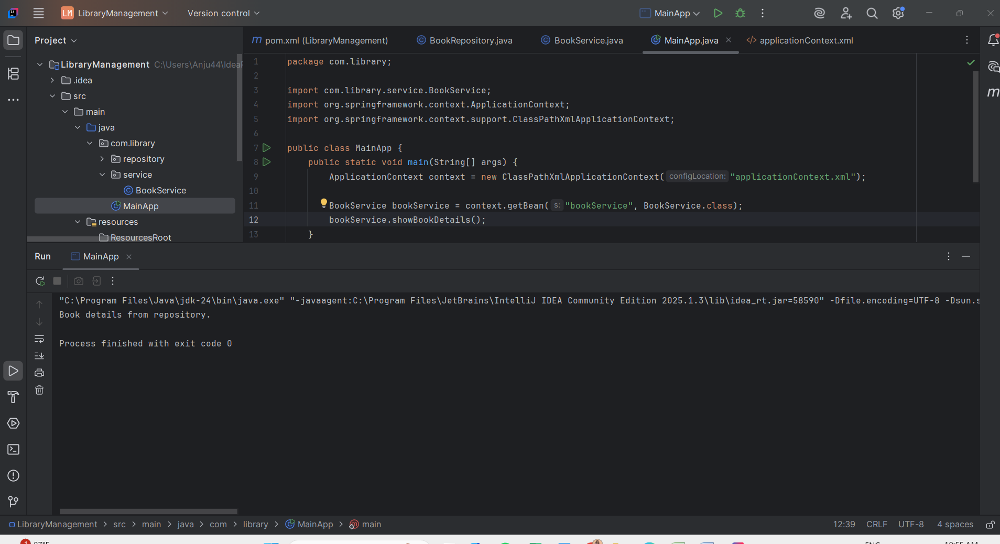 LM LibraryManagement Version control MainApp
Project
pom.xml (LibraryManagement) BookRepository.java BookService.java MainApp.java applicationContext.xml
LibraryManagement C:\Users\Anju44\Idea
.idea
src
main
java
com.library
repository
service
BookService
MainApp
resources
ResourcesRoot
1 package com.library;
2
3 import com.library.service.BookService;
4 import org.springframework.context.ApplicationContext;
5 import org.springframework.context.support.ClassPathXmlApplicationContext;
6
7 public class MainApp {
8 public static void main(String[] args) {
9 ApplicationContext context = new ClassPathXmlApplicationContext( configLocation: "applicationContext.xml");
10
11 BookService bookService = context.getBean( s: "bookService", BookService.class);
12 bookService.showBookDetails();
13 }
Run MainApp
"C:\Program Files\Java\jdk-24\bin\java.exe" "-javaagent:C:\Program Files\JetBrains\IntelliJ IDEA Community Edition 2025.1.3\lib\idea_rt.jar=58590" -Dfile.encoding=UTF-8 -Dsun.s
Book details from repository.
Process finished with exit code 0
LibraryManagement > src > main > java > com > library > MainApp > main
12:39 CRLF UTF-8 4 spaces